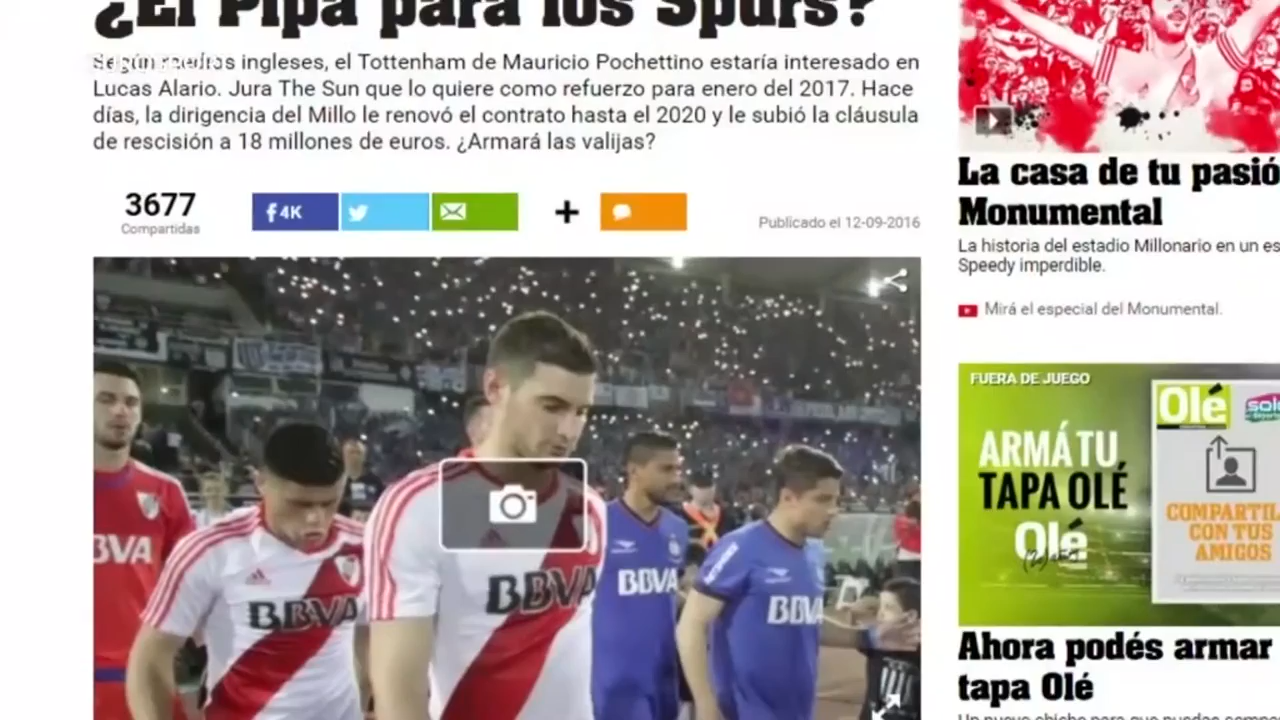 ¿El Pipa para los Spurs?
Según medios ingleses, el Tottenham de Mauricio Pochettino estaría interesado en
Lucas Alario. Jura The Sun que lo quiere como refuerzo para enero del 2017. Hace
días, la dirigencia del Millo le renovó el contrato hasta el 2020 y le subió la cláusula
de rescisión a 18 millones de euros. ¿Armará las valijas?
3677
Compartidas
4K
+
Publicado el 12-09-2016
BBVA
BBVA
BBVA
BBVA
BBVA
La casa de tu pasió
Monumental
La historia del estadio Millonario en un es
Speedy imperdible.
Mirá el especial del Monumental.
FUERA DE JUEGO
ARMÁ TU
TAPA OLÉ
Olé
Olé
COMPARTIL
CON TUS
AMIGOS
Ahora podés armar
tapa Olé